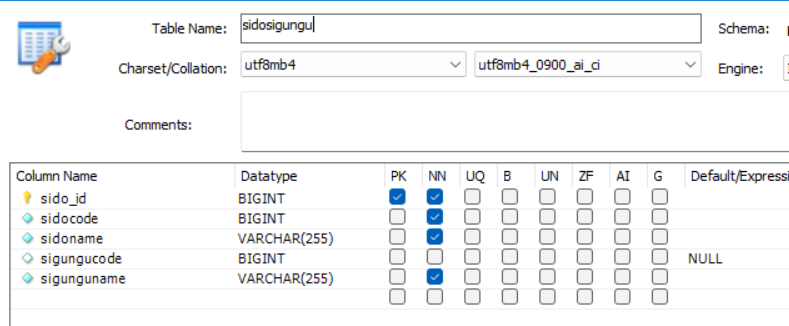 Table Name: sidosigungu Schema:
Charset/Collation: utf8mb4 utf8mb4_0900_ai_ci Engine:
Comments:
Column Name Datatype PK NN UQ B UN ZF AI G Default/Expressi
sido_id BIGINT
sidocode BIGINT
sidoname VARCHAR(255)
sigungucode BIGINT NULL
sigunguname VARCHAR(255)